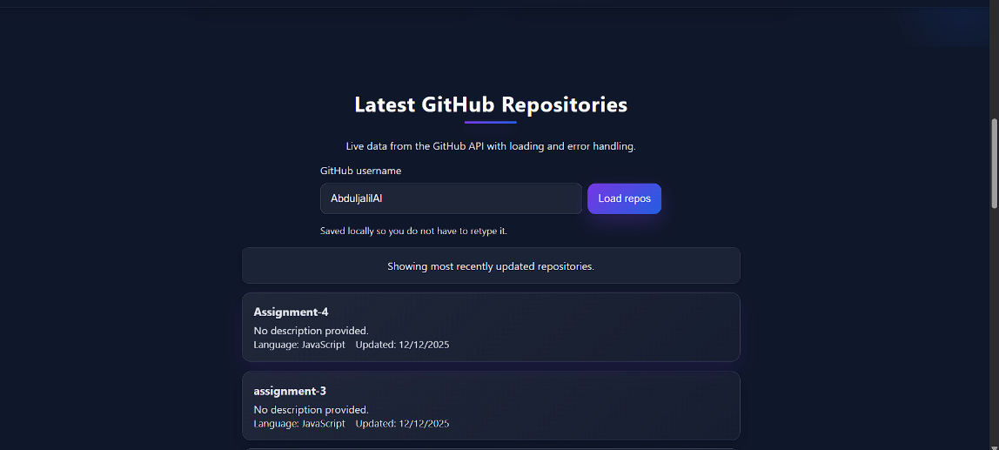 Latest GitHub Repositories
Live data from the GitHub API with loading and error handling.
GitHub username
AbduljalilAl
Load repos
Saved locally so you do not have to retype it.
Showing most recently updated repositories.
Assignment-4
No description provided.
Language: JavaScript Updated: 12/12/2025
assignment-3
No description provided.
Language: JavaScript Updated: 12/12/2025